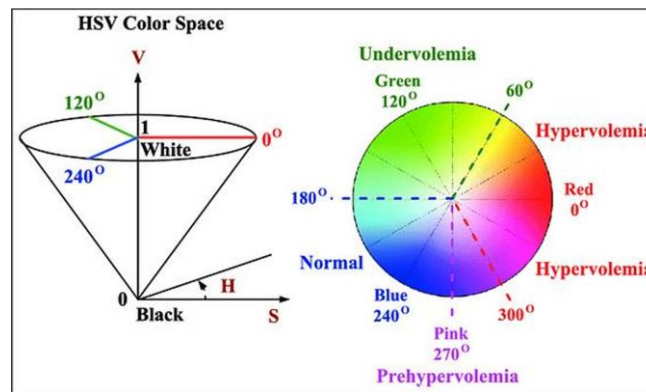 HSV Color Space
V
120°
1
White
0°
240°
0
Black
H
S
Undervolemia
Green
120°
60°
Hypervolemia
Red
0°
180°
Normal
Hypervolemia
Blue
240°
300°
Pink
270°
Prehypervolemia